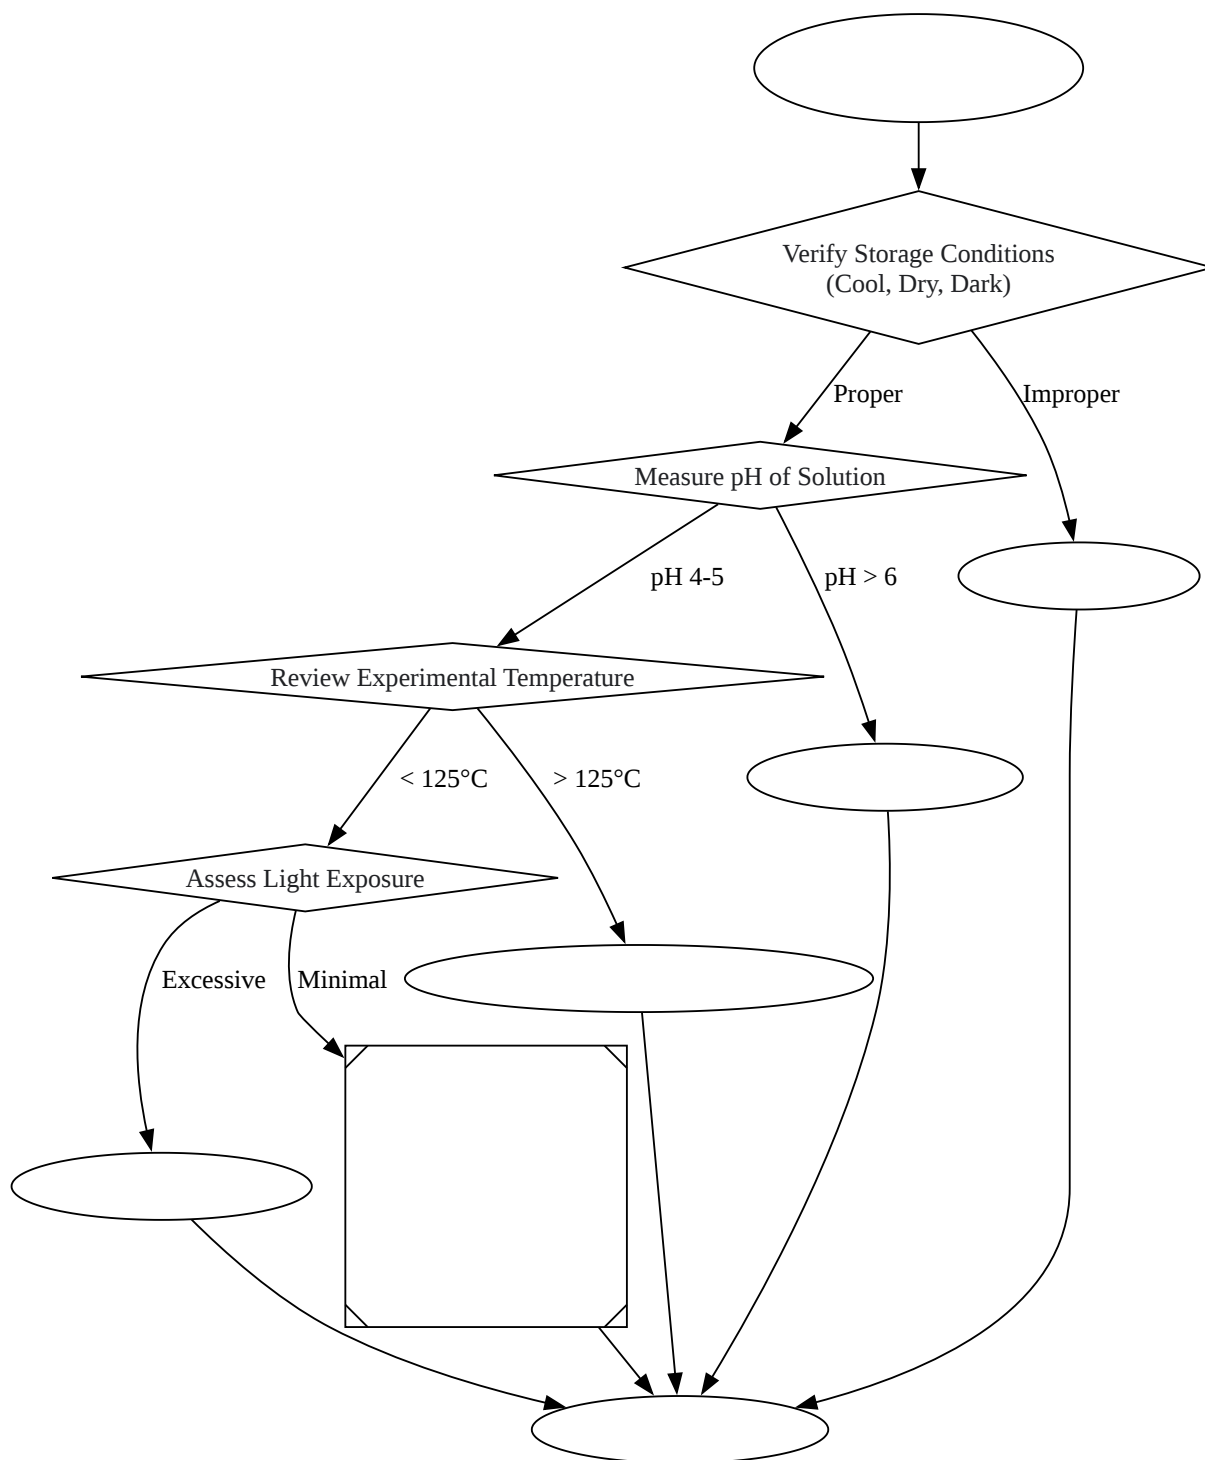 Verify Storage Conditions
(Cool, Dry, Dark)
Proper
Improper
Measure pH of Solution
pH 4-5
pH > 6
Review Experimental Temperature
< 125°C
> 125°C
Assess Light Exposure
Excessive
Minimal